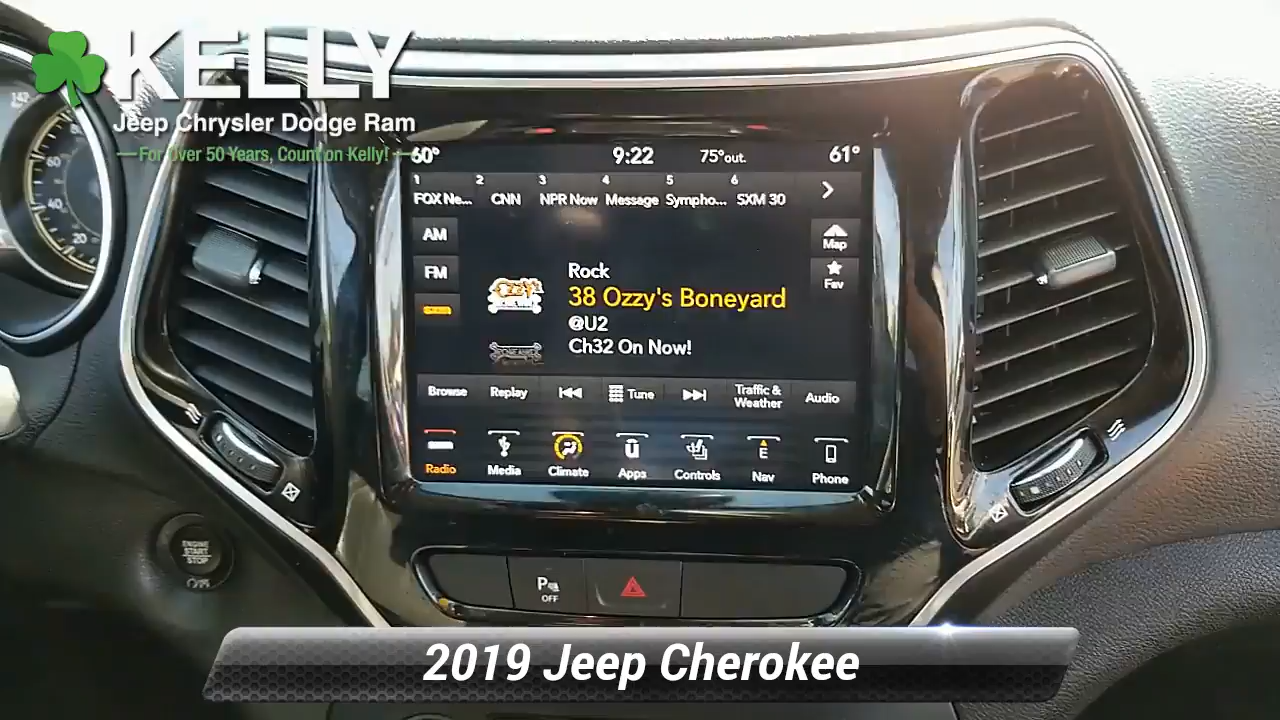 KELLY
Jeep Chrysler Dodge Ram
For Over 50 Years, Count on Kelly!
60° 9:22 75°out. 61°
1 2 3 4 5 6
FOX Ne... CNN NPR Now Message Sympho... SXM 30
AM
Map
FM
Fav
Rock
38 Ozzy's Boneyard
@U2
Ch32 On Now!
Browse Replay Tune Traffic & Weather Audio
E
Radio Media Climate Apps Controls Nav Phone
60
40
20
ENGINE
START
STOP
P
OFF
2019 Jeep Cherokee